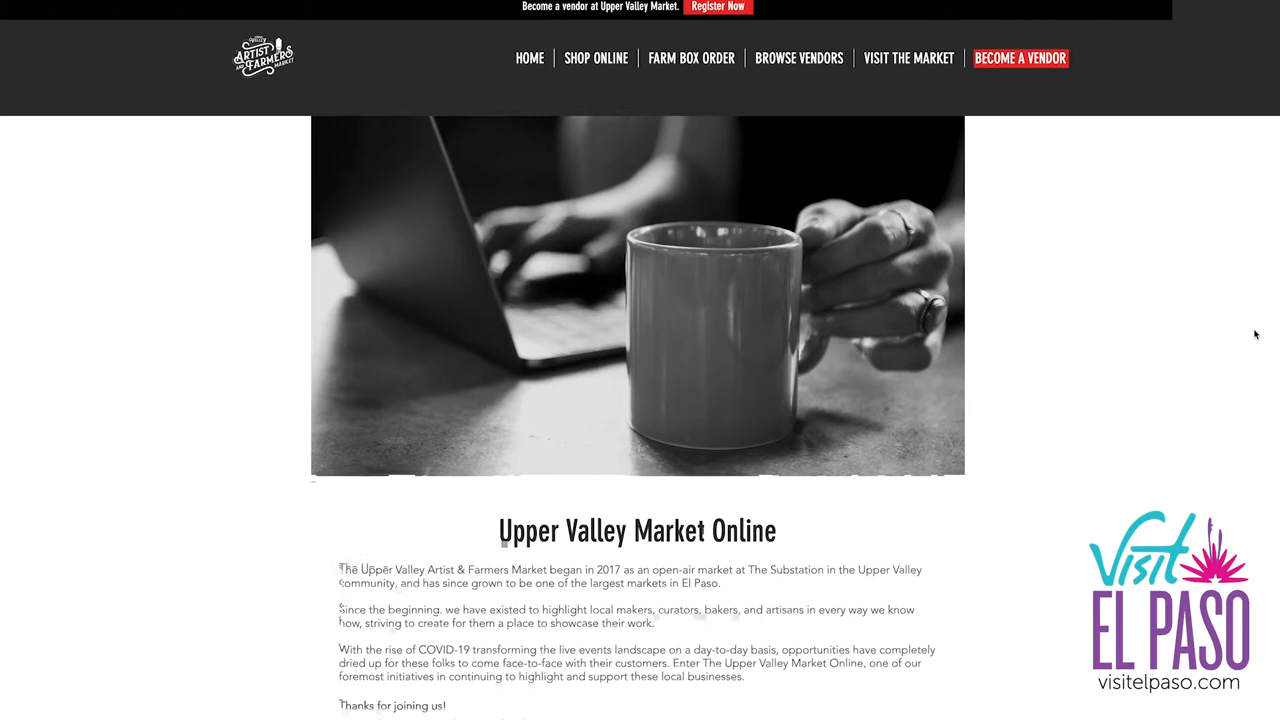 Become a vendor at Upper Valley Market. Register Now
UPPER VALLEY
ARTIST
AND FARMERS
MARKET
HOME
SHOP ONLINE
FARM BOX ORDER
BROWSE VENDORS
VISIT THE MARKET
BECOME A VENDOR
Upper Valley Market Online
The Upper Valley Artist & Farmers Market began in 2017 as an open-air market at The Substation in the Upper Valley
community, and has since grown to be one of the largest markets in El Paso.
Since the beginning, we have existed to highlight local makers, curators, bakers, and artisans in every way we know
how, striving to create for them a place to showcase their work.
With the rise of COVID-19 transforming the live events landscape on a day-to-day basis, opportunities have completely
dried up for these folks to come face-to-face with their customers. Enter The Upper Valley Market Online, one of our
foremost initiatives in continuing to highlight and support these local businesses.
Thanks for joining us!
Visit
EL PASO
visitelpaso.com